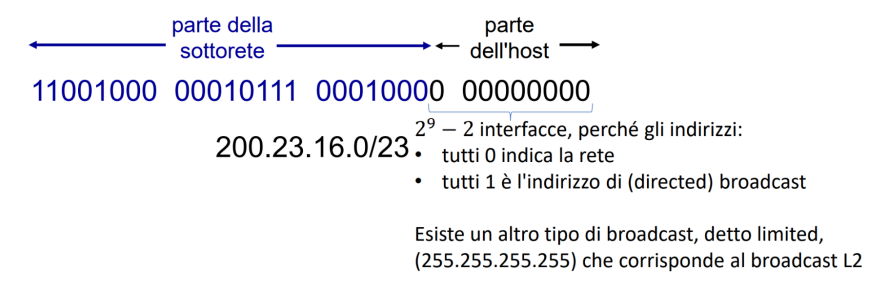 parte della
sottorete
parte
dell'host
11001000 00010111 00010000 00000000
200.23.16.0/23
2⁹ − 2 interfacce, perché gli indirizzi:
• tutti 0 indica la rete
• tutti 1 è l'indirizzo di (directed) broadcast
Esiste un altro tipo di broadcast, detto limited,
(255.255.255.255) che corrisponde al broadcast L2